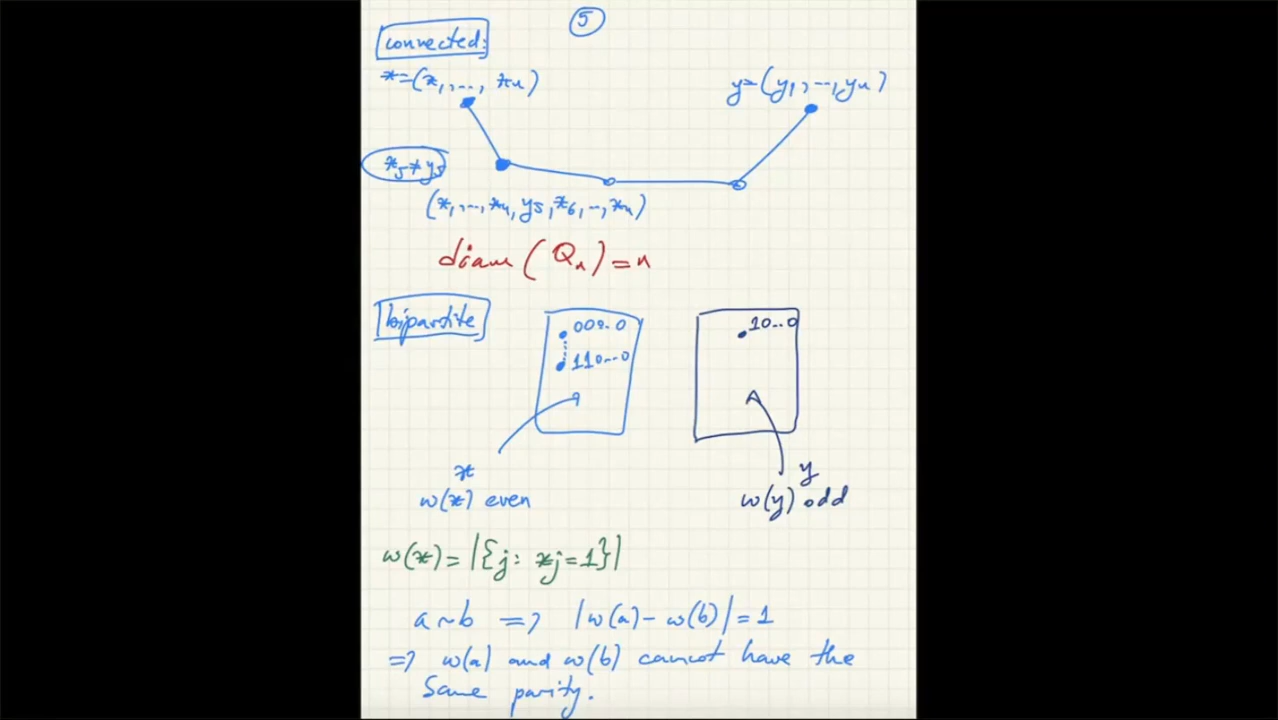 5
connected:
x=(x1,..., xn)
y=(y1,...,yn)
x5≠y5
(x1,...,x4,y5,x6,..,xn)
diam(Qn)=n
bipartite
000..0
10...0
110...0
x
y
w(x) even
w(y) odd
w(x)=|{j: xj=1}|
a~b => |w(a)-w(b)|=1
=> w(a) and w(b) cannot have the
same parity.